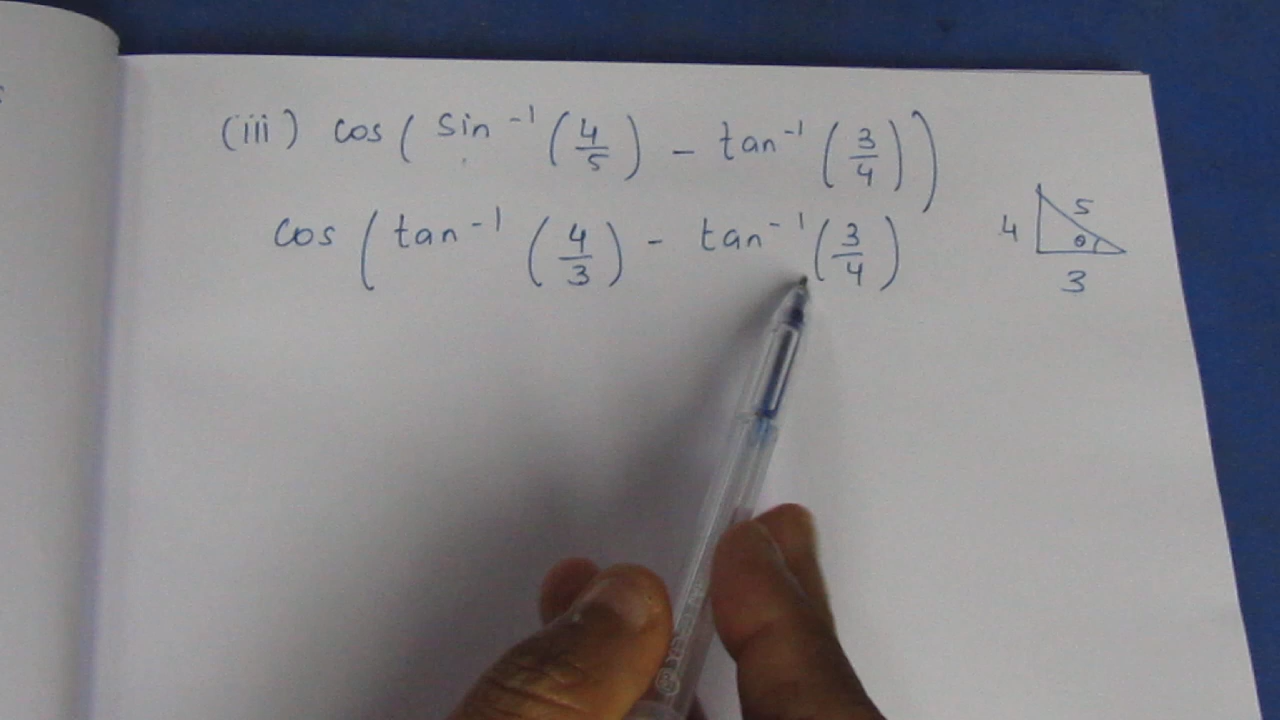 (iii) cos( sin⁻¹ (4/5) - tan⁻¹ (3/4))
cos (tan⁻¹ (4/3) - tan⁻¹ (3/4)
5
4
θ
3